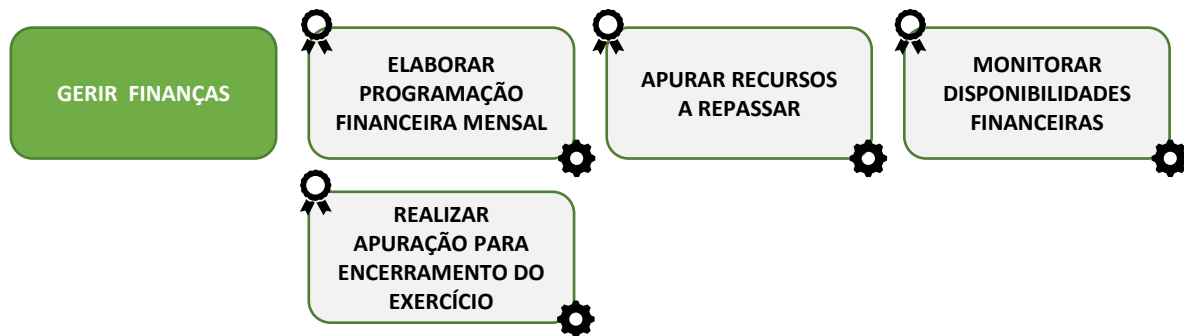 GERIR FINANÇAS
ELABORAR
PROGRAMAÇÃO
FINANCEIRA MENSAL
APURAR RECURSOS
A REPASSAR
MONITORAR
DISPONIBILIDADES
FINANCEIRAS
REALIZAR
APURAÇÃO PARA
ENCERRAMENTO DO
EXERCÍCIO